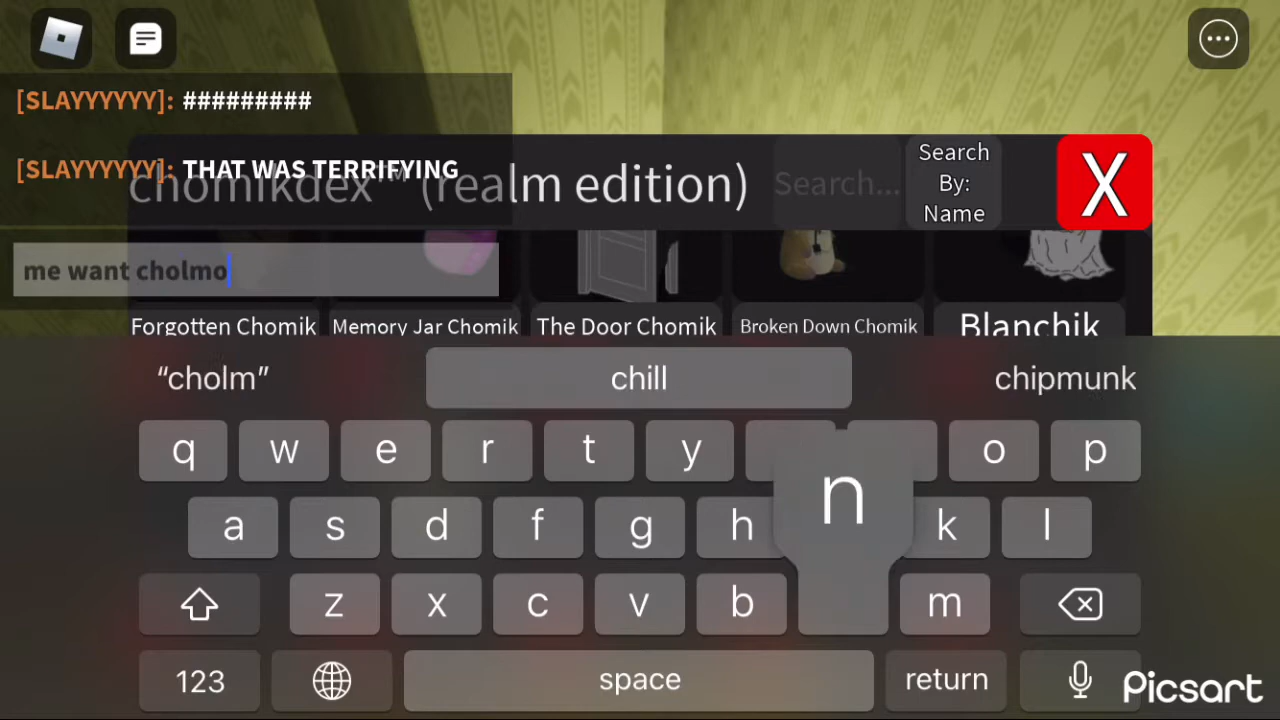 [SLAYYYYYY]: #########
[SLAYYYYYY]: THAT WAS TERRIFYING
chomikdex™ (realm edition)
Search...
Search
By:
Name
X
me want cholmo
Forgotten Chomik
Memory Jar Chomik
The Door Chomik
Broken Down Chomik
Blanchik
“cholm”
chill
chipmunk
q w e r t y o p
a s d f g h n k l
z x c v b m
123
space
return
Picsart